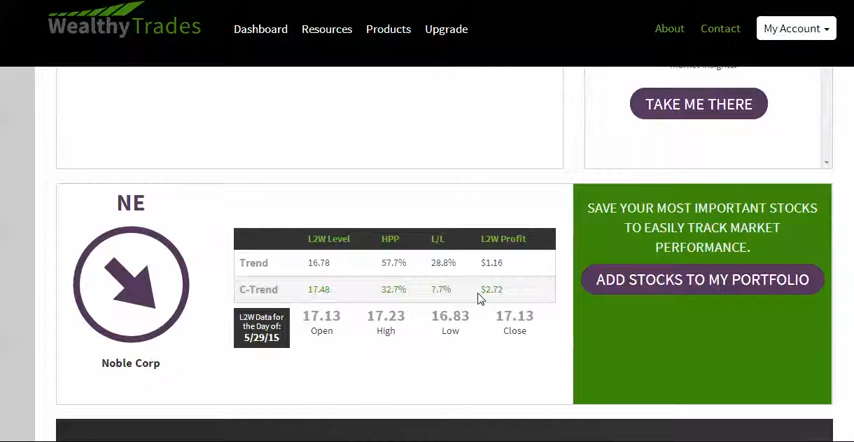 WealthyTrades
Dashboard Resources Products Upgrade
About Contact My Account
Market Insights.
TAKE ME THERE
NE
Noble Corp
L2W Level HPP L/L L2W Profit
Trend 16.78 57.7% 28.8% $1.16
C-Trend 17.48 32.7% 7.7% $2.72
L2W Data for
the Day of:
5/29/15
17.13 17.23 16.83 17.13
Open High Low Close
SAVE YOUR MOST IMPORTANT STOCKS
TO EASILY TRACK MARKET
PERFORMANCE.
ADD STOCKS TO MY PORTFOLIO